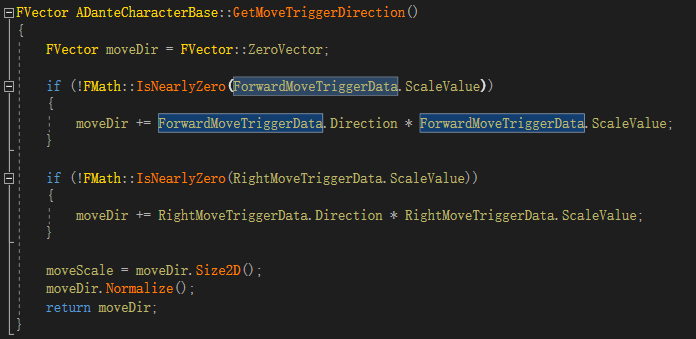 FVector ADanteCharacterBase::GetMoveTriggerDirection()
{
FVector moveDir = FVector::ZeroVector;
if (!FMath::IsNearlyZero(ForwardMoveTriggerData.ScaleValue))
{
moveDir += ForwardMoveTriggerData.Direction * ForwardMoveTriggerData.ScaleValue;
}
if (!FMath::IsNearlyZero(RightMoveTriggerData.ScaleValue))
{
moveDir += RightMoveTriggerData.Direction * RightMoveTriggerData.ScaleValue;
}
moveScale = moveDir.Size2D();
moveDir.Normalize();
return moveDir;
}